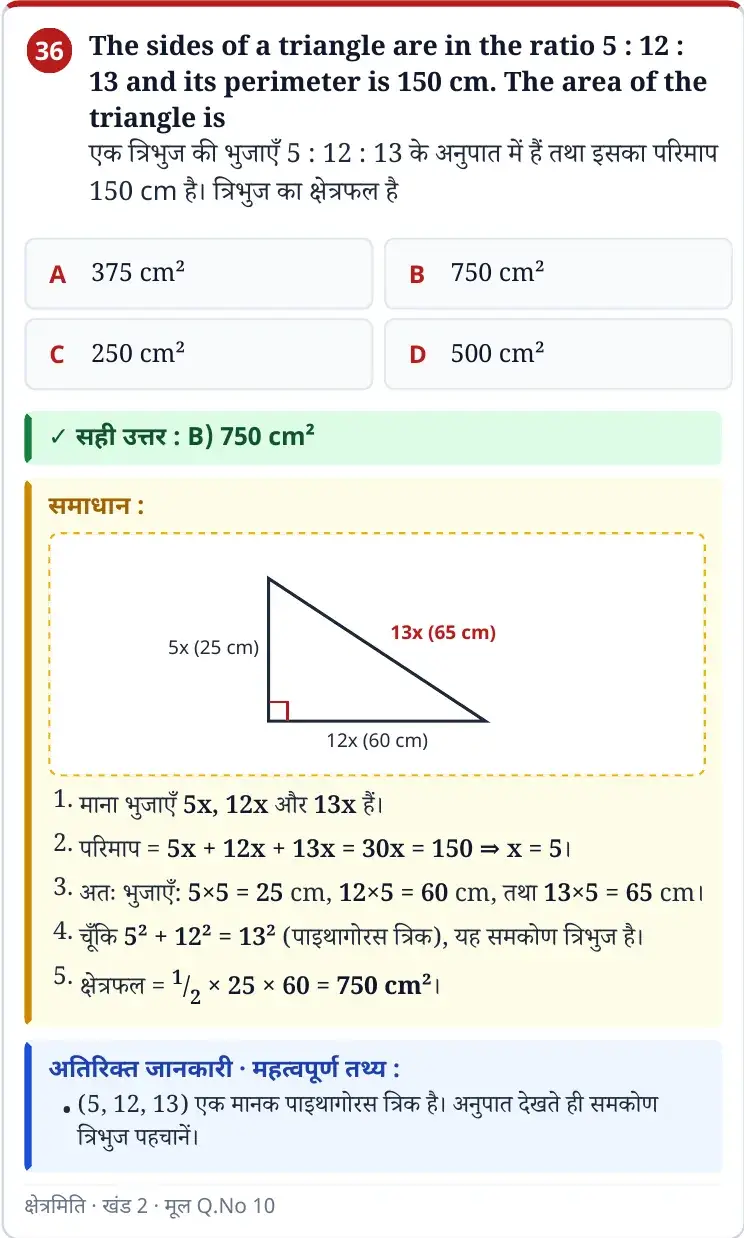 36
The sides of a triangle are in the ratio 5 : 12 :
13 and its perimeter is 150 cm. The area of the
triangle is
एक त्रिभुज की भुजाएँ 5 : 12 : 13 के अनुपात में हैं तथा इसका परिमाप
150 cm है। त्रिभुज का क्षेत्रफल है
A 375 cm²
B 750 cm²
C 250 cm²
D 500 cm²
✓ सही उत्तर : B) 750 cm²
समाधान :
5x (25 cm)
13x (65 cm)
12x (60 cm)
1. माना भुजाएँ 5x, 12x और 13x हैं।
2. परिमाप = 5x + 12x + 13x = 30x = 150 ⇒ x = 5।
3. अतः भुजाएँ: 5×5 = 25 cm, 12×5 = 60 cm, तथा 13×5 = 65 cm।
4. चूँकि 5² + 12² = 13² (पाइथागोरस त्रिक), यह समकोण त्रिभुज है।
5. क्षेत्रफल = ¹/₂ × 25 × 60 = 750 cm²।
अतिरिक्त जानकारी · महत्वपूर्ण तथ्य :
• (5, 12, 13) एक मानक पाइथागोरस त्रिक है। अनुपात देखते ही समकोण
त्रिभुज पहचानें।
क्षेत्रमिति · खंड 2 · मूल Q.No 10